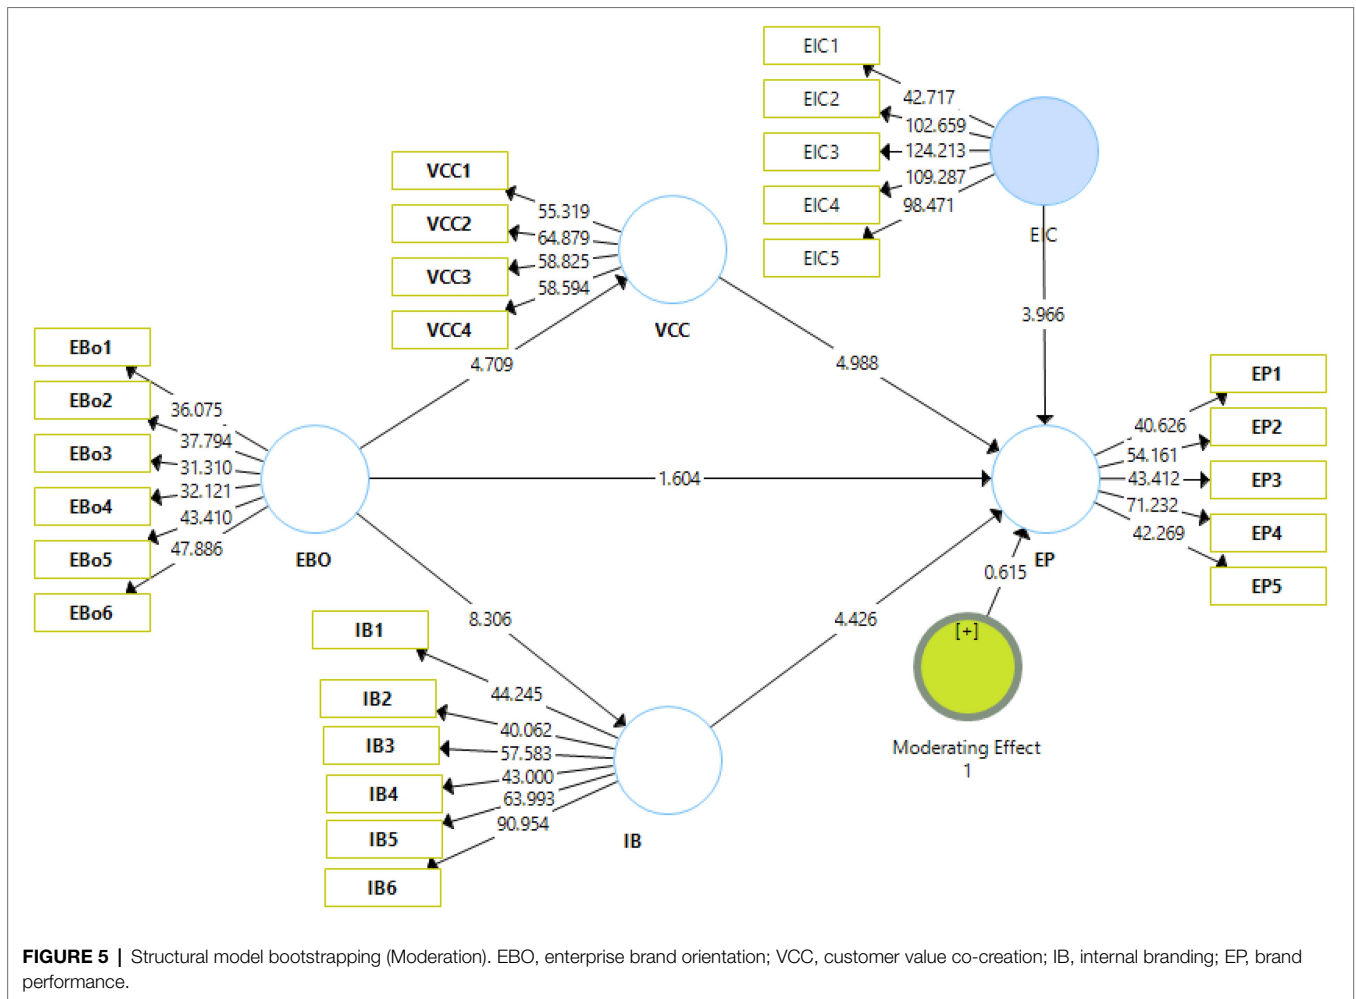 EIC1
EIC2
EIC3
EIC4
EIC5
42.717
102.659
124.213
109.287
98.471
EIC
3.966
VCC1
VCC2
VCC3
VCC4
55.319
64.879
58.825
58.594
VCC
4.709
4.988
EBo1
EBo2
EBo3
EBo4
EBo5
EBo6
36.075
37.794
31.310
32.121
43.410
47.886
EBO
1.604
EP1
EP2
EP3
EP4
EP5
40.626
54.161
43.412
71.232
42.269
EP
0.615
[+]
Moderating Effect
1
8.306
4.426
IB1
IB2
IB3
IB4
IB5
IB6
44.245
40.062
57.583
43.000
63.993
90.954
IB
FIGURE 5 | Structural model bootstrapping (Moderation). EBO, enterprise brand orientation; VCC, customer value co-creation; IB, internal branding; EP, brand
performance.